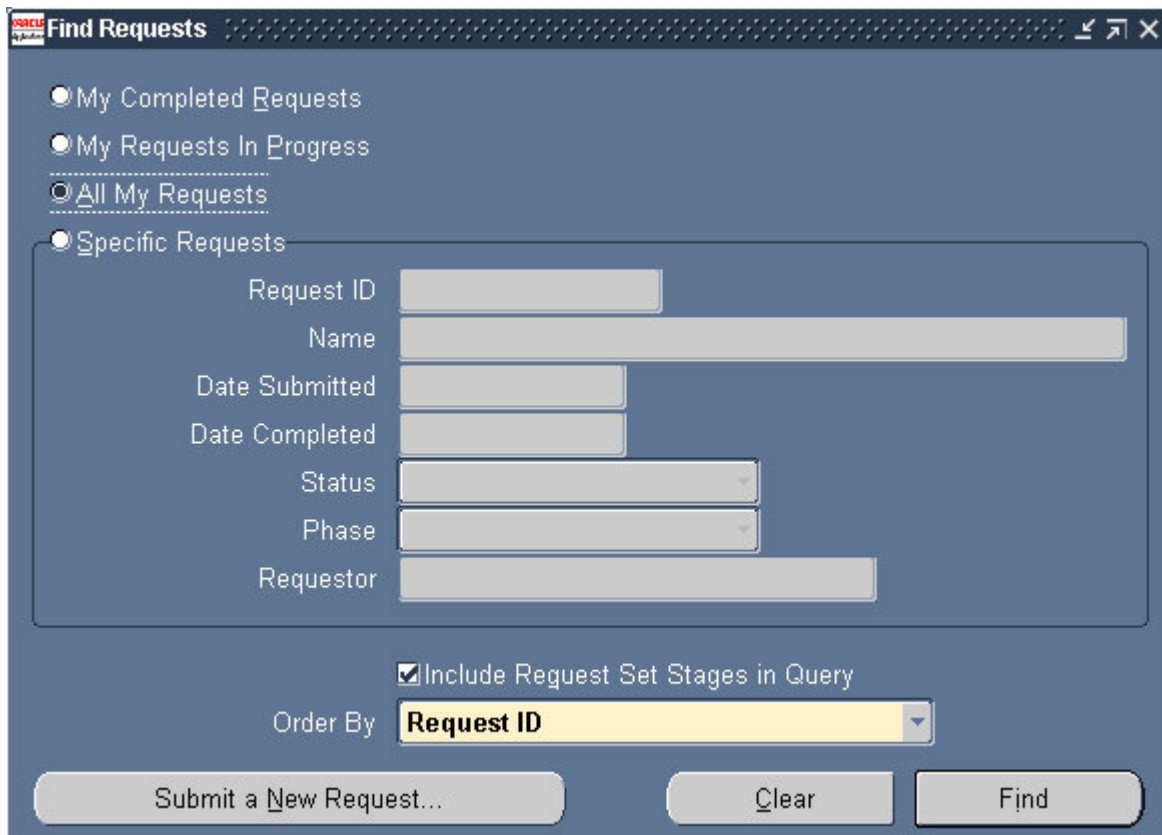 ORACLE
Applications
Find Requests
My Completed Requests
My Requests In Progress
All My Requests
Specific Requests
Request ID
Name
Date Submitted
Date Completed
Status
Phase
Requestor
Include Request Set Stages in Query
Order By Request ID
Submit a New Request... Clear Find